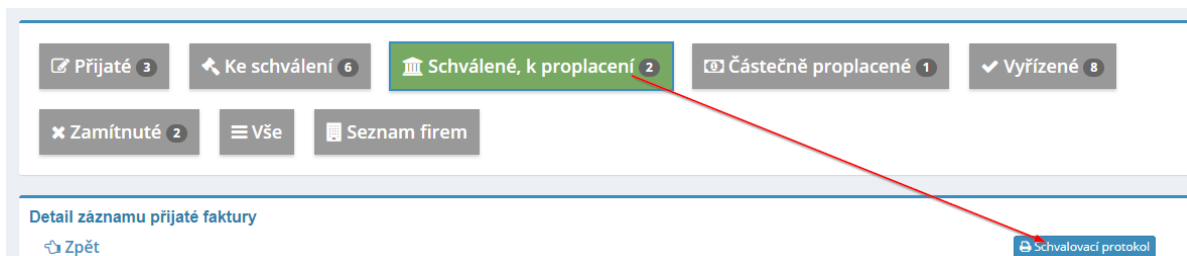 Přijaté 3 Ke schválení 6 Schválené, k proplacení 2 Částečně proplacené 1 Vyřízené 8
Zamítnuté 2 Vše Seznam firem
Detail záznamu přijaté faktury
Zpět Schvalovací protokol